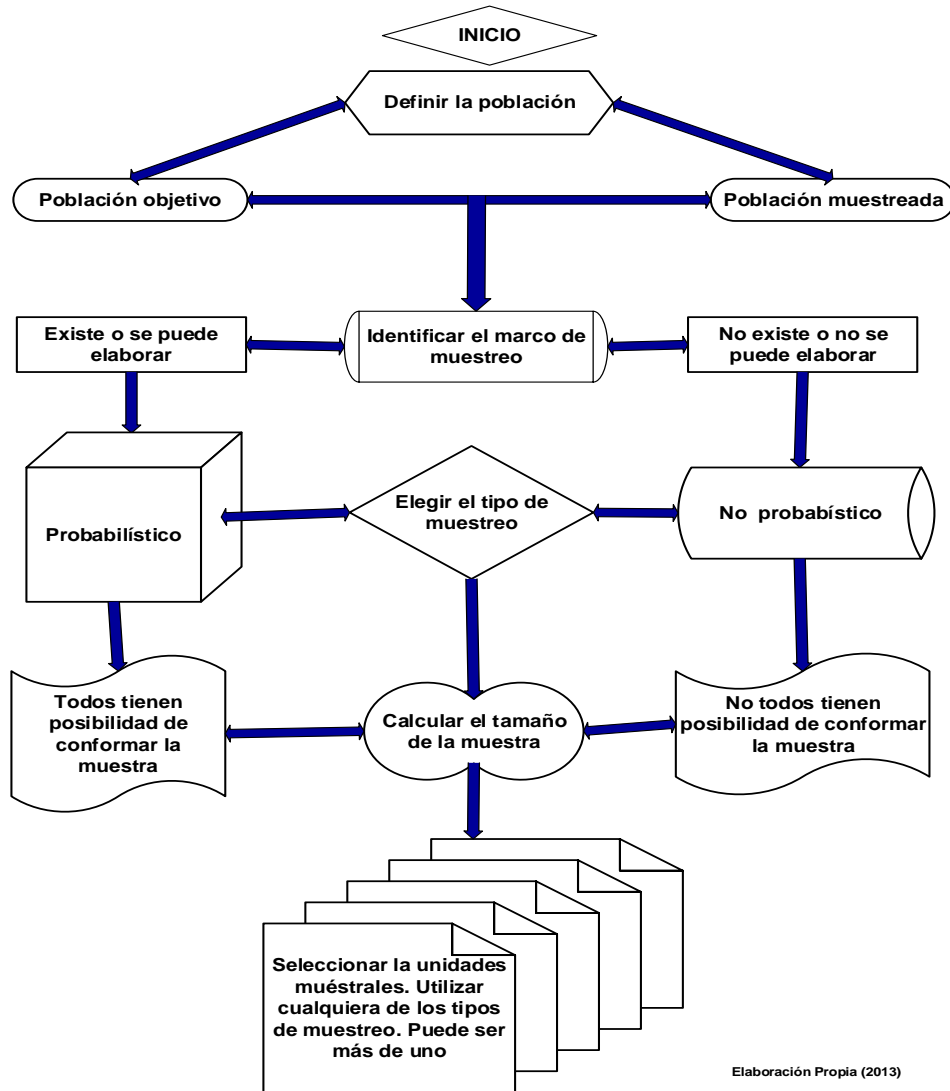 INICIO
Definir la población
Población objetivo
Población muestreada
Existe o se puede
elaborar
Identificar el marco de
muestreo
No existe o no se
puede elaborar
Probabilístico
Elegir el tipo de
muestreo
No probabístico
Todos tienen
posibilidad de
conformar la
muestra
Calcular el tamaño
de la muestra
No todos tienen
posibilidad de conformar
la muestra
Seleccionar la unidades
muéstrales. Utilizar
cualquiera de los tipos
de muestreo. Puede ser
más de uno
Elaboración Propia (2013)